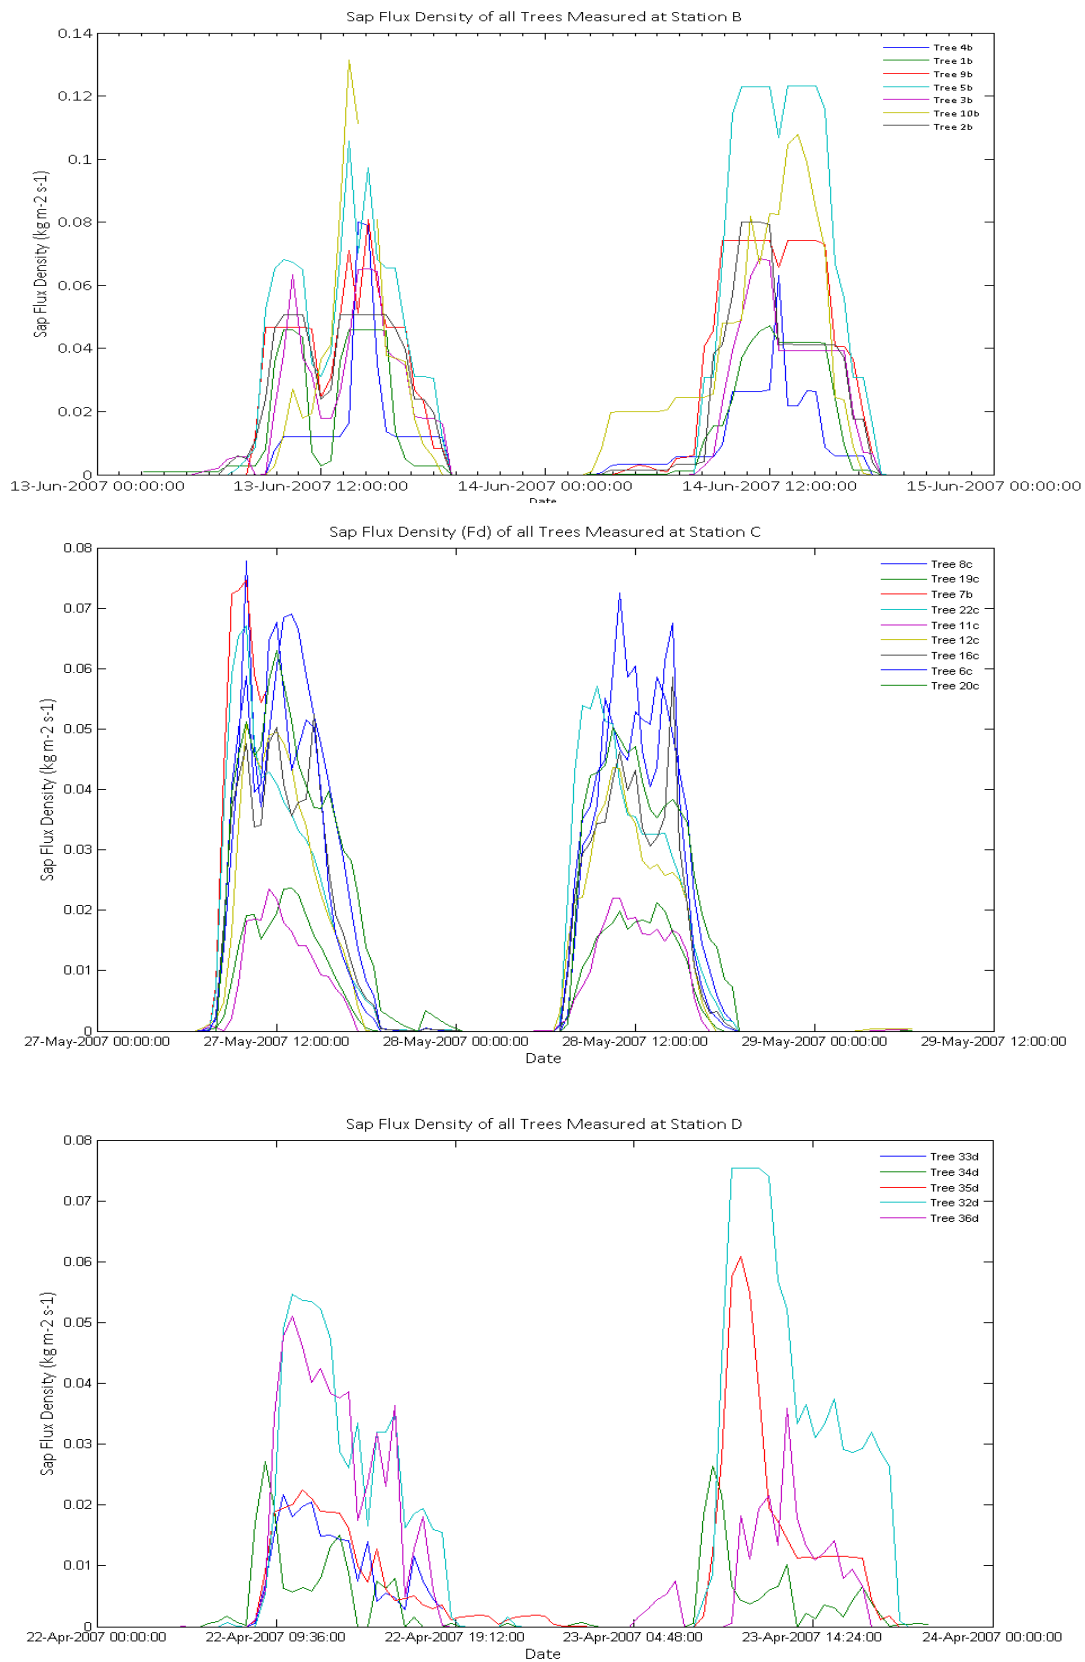 Sap Flux Density of all Trees Measured at Station B
0.14
0.12
0.1
0.08
0.06
0.04
0.02
0
Sap Flux Density (kg m-2 s-1)
Tree 4b
Tree 1b
Tree 9b
Tree 5b
Tree 3b
Tree 10b
Tree 2b
13-Jun-2007 00:00:00
13-Jun-2007 12:00:00
14-Jun-2007 00:00:00
14-Jun-2007 12:00:00
15-Jun-2007 00:00:00
Date
Sap Flux Density (Fd) of all Trees Measured at Station C
0.08
0.07
0.06
0.05
0.04
0.03
0.02
0.01
0
Sap Flux Density (kg m-2 s-1)
Tree 8c
Tree 19c
Tree 7b
Tree 22c
Tree 11c
Tree 12c
Tree 16c
Tree 6c
Tree 20c
27-May-2007 00:00:00
27-May-2007 12:00:00
28-May-2007 00:00:00
28-May-2007 12:00:00
29-May-2007 00:00:00
29-May-2007 12:00:00
Date
Sap Flux Density of all Trees Measured at Station D
0.08
0.07
0.06
0.05
0.04
0.03
0.02
0.01
0
Sap Flux Density (kg m-2 s-1)
Tree 33d
Tree 34d
Tree 35d
Tree 32d
Tree 36d
22-Apr-2007 00:00:00
22-Apr-2007 09:36:00
22-Apr-2007 19:12:00
23-Apr-2007 04:48:00
23-Apr-2007 14:24:00
24-Apr-2007 00:00:00
Date